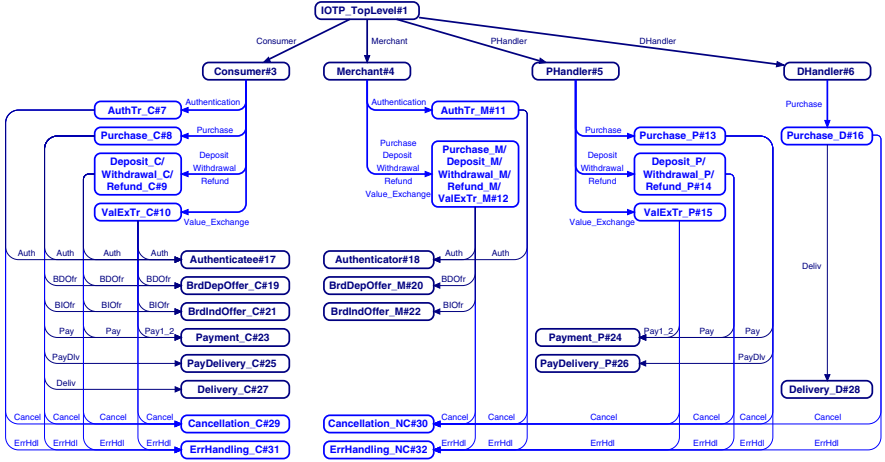 IOTP_TopLevel#1
Consumer
Merchant
PHandler
DHandler
Consumer#3
Merchant#4
PHandler#5
DHandler#6
Authentication
AuthTr_C#7
Authentication
AuthTr_M#11
Purchase
Purchase_C#8
Purchase
Purchase_P#13
Purchase
Purchase_D#16
Deposit_C/
Withdrawal_C/
Refund_C#9
Deposit
Withdrawal
Refund
Purchase
Deposit
Withdrawal
Refund
Value_Exchange
Purchase_M/
Deposit_M/
Withdrawal_M/
Refund_M/
ValExTr_M#12
Deposit
Withdrawal
Refund
Deposit_P/
Withdrawal_P/
Refund_P#14
ValExTr_C#10
Value_Exchange
Value_Exchange
ValExTr_P#15
Auth
Auth
Auth
Auth
Authenticatee#17
Authenticator#18
Auth
Auth
Deliv
BDOfr
BDOfr
BDOfr
BrdDepOffer_C#19
BrdDepOffer_M#20
BDOfr
BIOfr
BIOfr
BIOfr
BrdIndOffer_C#21
BrdIndOffer_M#22
BIOfr
Pay
Pay
Pay1_2
Payment_C#23
Payment_P#24
Pay1_2
Pay
Pay
PayDlv
PayDelivery_C#25
PayDelivery_P#26
PayDlv
Deliv
Delivery_C#27
Delivery_D#28
Cancel
Cancel
Cancel
Cancel
Cancellation_C#29
Cancellation_NC#30
Cancel
Cancel
Cancel
Cancel
Cancel
Cancel
ErrHdl
ErrHdl
ErrHdl
ErrHdl
ErrHandling_C#31
ErrHandling_NC#32
ErrHdl
ErrHdl
ErrHdl
ErrHdl
ErrHdl
ErrHdl